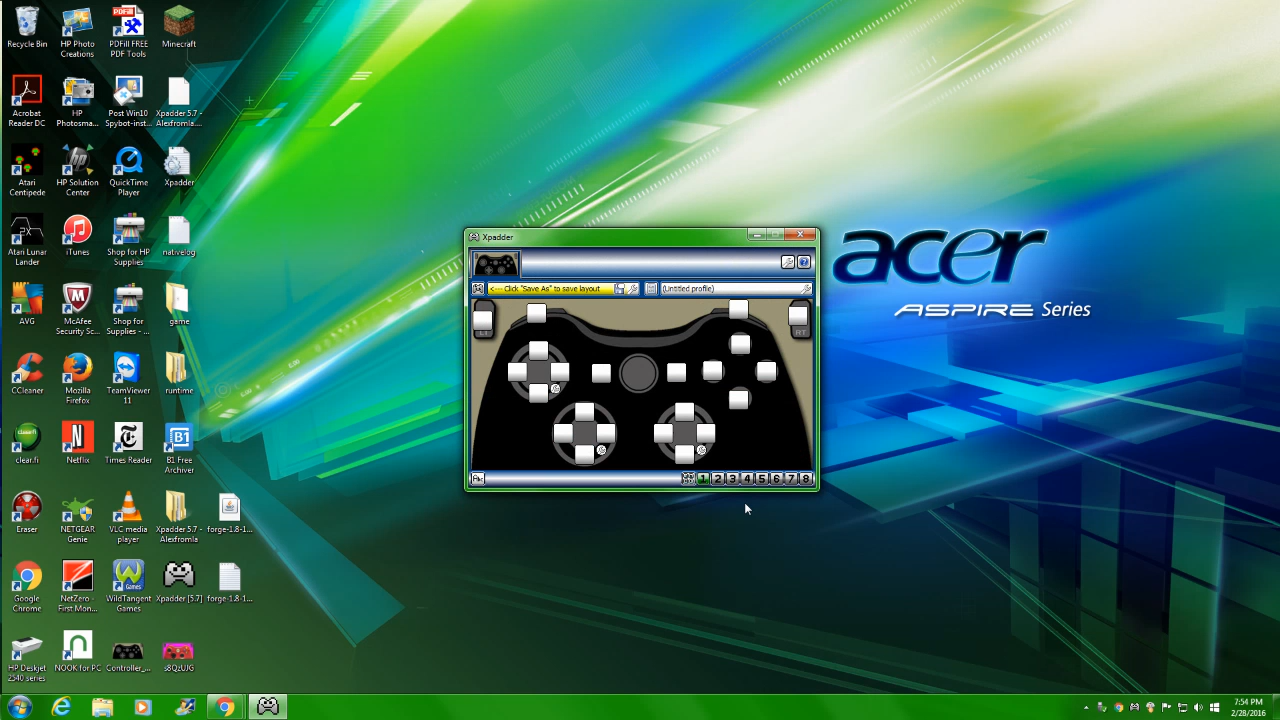 Recycle Bin
HP Photo
Creations
PDFill
PDFill FREE
PDF Tools
Minecraft
Acrobat
Reader DC
HP
Photosma...
Post Win10
Spybot-inst...
Xpadder 5.7 -
Alexfromla....
Atari
Centipede
HP Solution
Center
QuickTime
Player
Xpadder
Atari Lunar
Lander
iTunes
Shop for HP
Supplies
nativelog
AVG
McAfee
Security Sc...
Shop for
Supplies - ...
game
CCleaner
Mozilla
Firefox
TeamViewer
11
runtime
clear.fi
Netflix
Times Reader
B1 Free
Archiver
Eraser
NETGEAR
Genie
VLC media
player
Xpadder 5.7 -
Alexfromla
forge-1.8-1...
Google
Chrome
NetZero -
First Mon...
WildTangent
Games
Xpadder [5.7]
forge-1.8-1...
HP Deskjet
2540 series
NOOK for PC
Controller_...
s8QzUJG
Xpadder
<--- Click "Save As" to save layout
(Untitled profile)
LT
RT
1 2 3 4 5 6 7 8
acer
ASPIRE Series
7:54 PM
2/28/2016